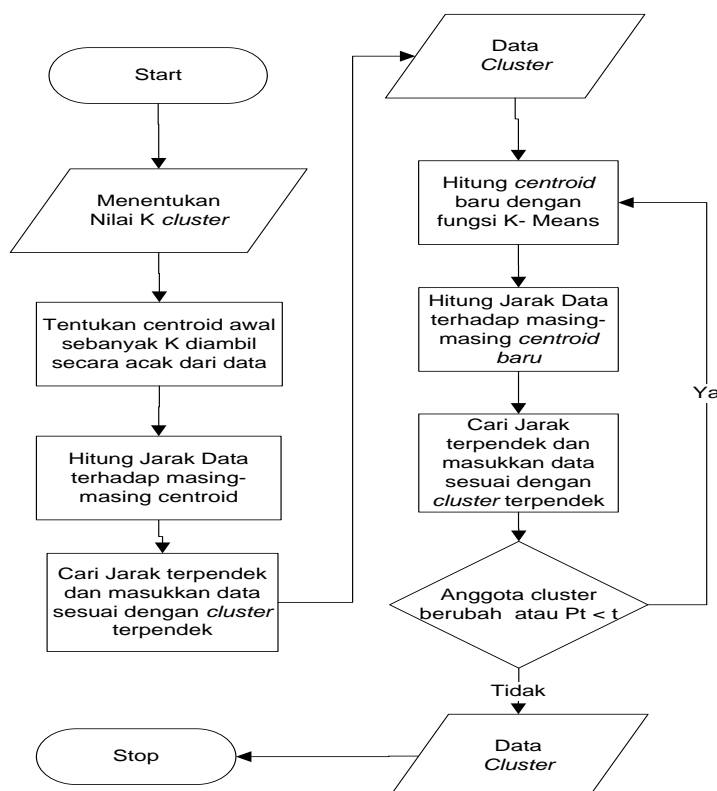 Start
Menentukan
Nilai K cluster
Tentukan centroid awal
sebanyak K diambil
secara acak dari data
Hitung Jarak Data
terhadap masing-
masing centroid
Cari Jarak terpendek
dan masukkan data
sesuai dengan cluster
terpendek
Data
Cluster
Hitung centroid
baru dengan
fungsi K- Means
Hitung Jarak Data
terhadap masing-
masing centroid
baru
Cari Jarak
terpendek dan
masukkan data
sesuai dengan
cluster terpendek
Anggota cluster
berubah atau Pt < t
Ya
Tidak
Data
Cluster
Stop